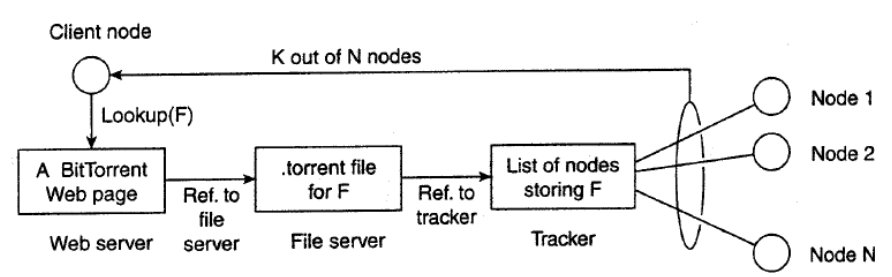 Client node
K out of N nodes
Node 1
Lookup(F)
Node 2
A BitTorrent
Web page
Ref. to
file
server
.torrent file
for F
Ref. to
tracker
List of nodes
storing F
Web server
File server
Tracker
Node N